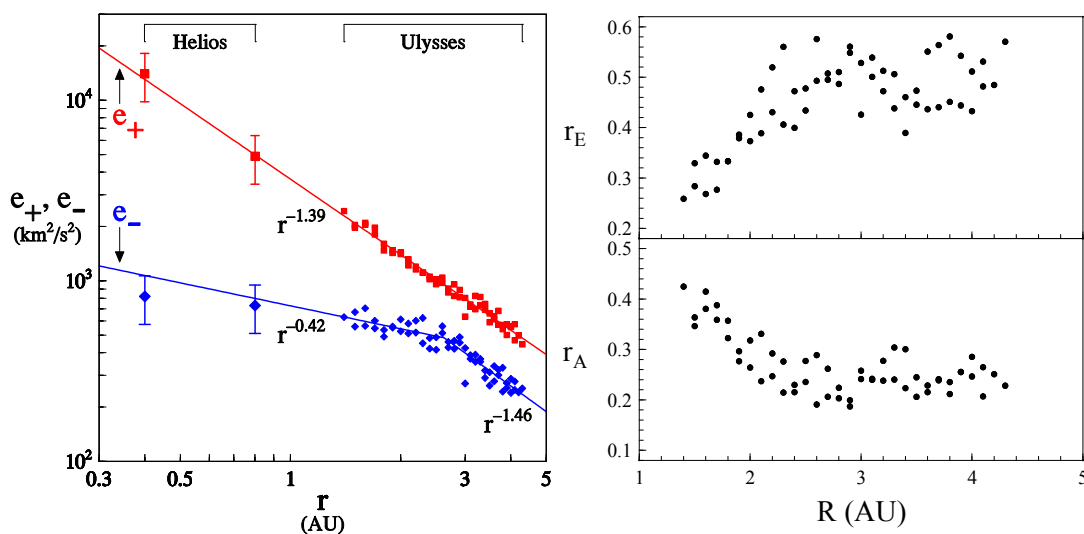 Helios
Ulysses
10⁴
e₊
e₊, e₋
(km²/s²)
e₋
r⁻¹·³⁹
10³
r⁻⁰·⁴²
r⁻¹·⁴⁶
10²
0.3 0.5 1 3 5
r
(AU)
0.6
0.5
r_E
0.4
0.3
0.2
0.4
r_A
0.3
0.2
0.1
1 2 3 4 5
R (AU)